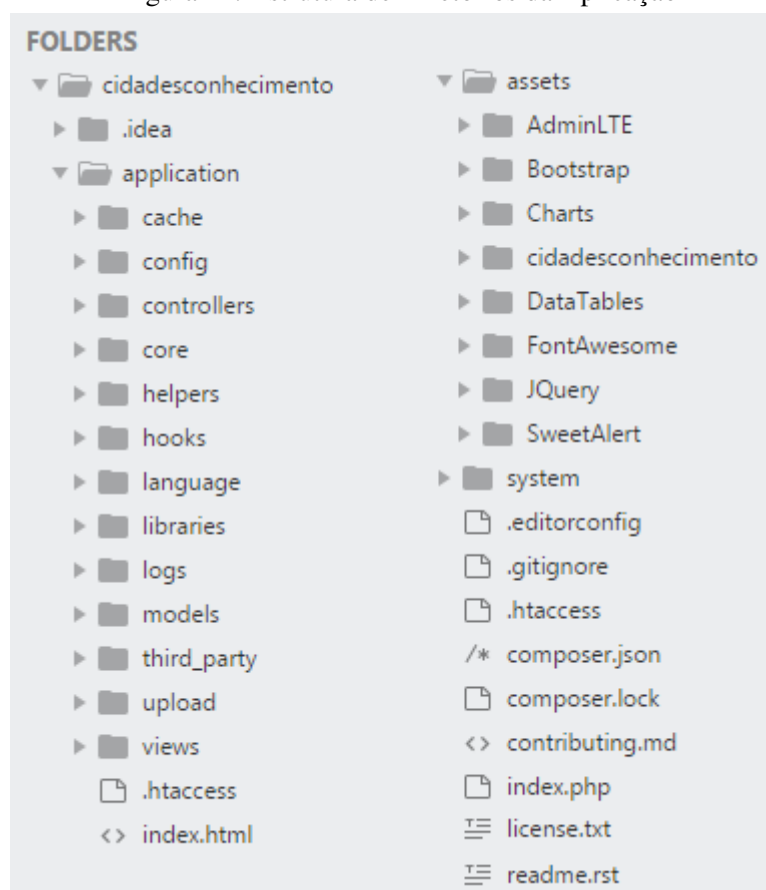 FOLDERS
cidadesconhecimento
.idea
application
cache
config
controllers
core
helpers
hooks
language
libraries
logs
models
third_party
upload
views
.htaccess
index.html
assets
AdminLTE
Bootstrap
Charts
cidadesconhecimento
DataTables
FontAwesome
JQuery
SweetAlert
system
.editorconfig
.gitignore
.htaccess
/* composer.json
composer.lock
<> contributing.md
index.php
license.txt
readme.rst